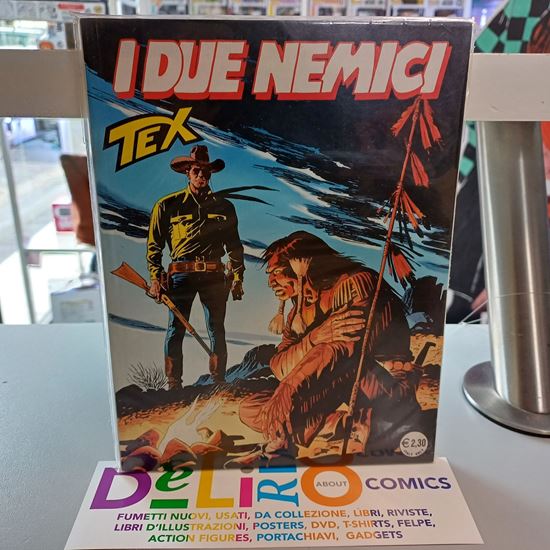 I DUE NEMICI
TEX
€ 2,30
DeLiRiO ABOUT COMICS
FUMETTI NUOVI, USATI, DA COLLEZIONE, LIBRI, RIVISTE,
LIBRI D'ILLUSTRAZIONI, POSTERS, DVD, T-SHIRTS, FELPE,
ACTION FIGURES, PORTACHIAVI, GADGETS